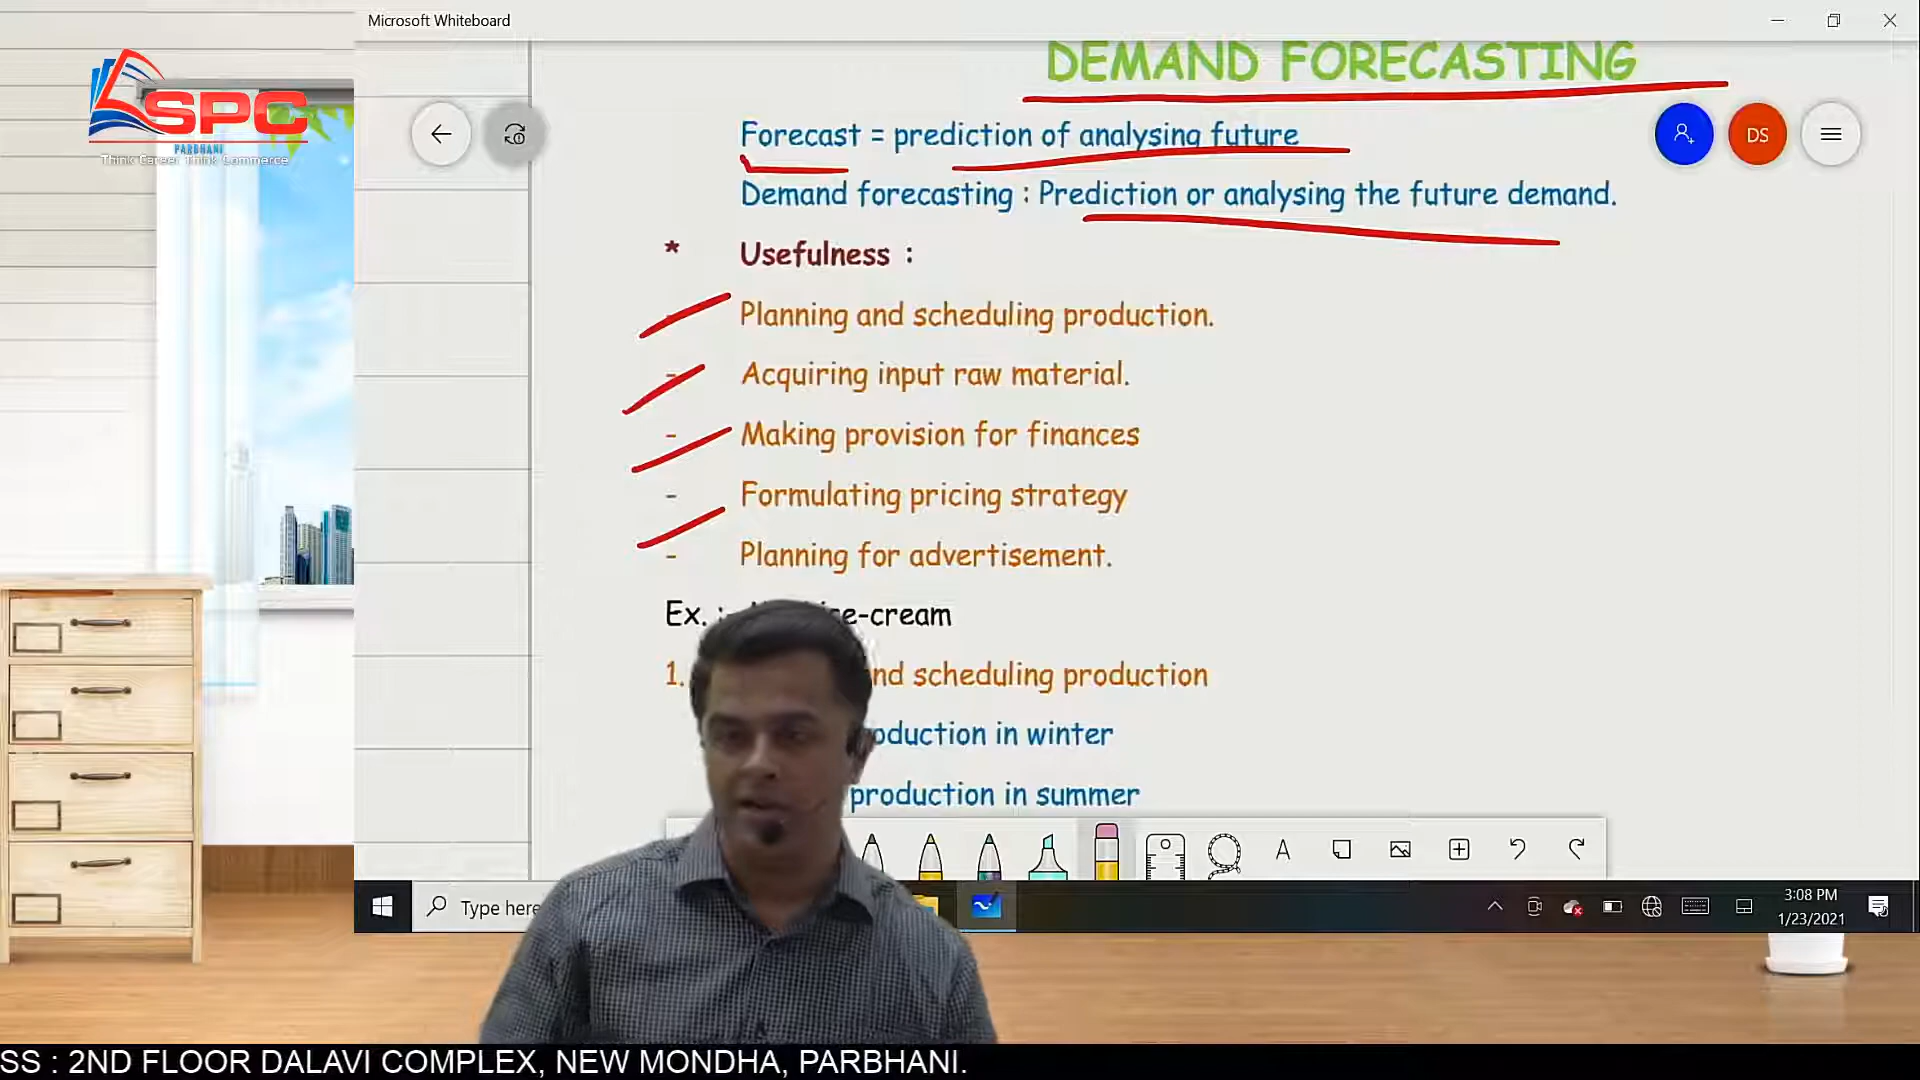 Microsoft Whiteboard
SPC
PARBHANI
Think Career Think Commerce
DEMAND FORECASTING
Forecast = prediction of analysing future
DS
Demand forecasting : Prediction or analysing the future demand.
* Usefulness :
- Planning and scheduling production.
- Acquiring input raw material.
- Making provision for finances
- Formulating pricing strategy
- Planning for advertisement.
Ex. :- ice-cream
1. and scheduling production
production in winter
production in summer
Type here
3:08 PM
1/23/2021
SS : 2ND FLOOR DALAVI COMPLEX, NEW MONDHA, PARBHANI.